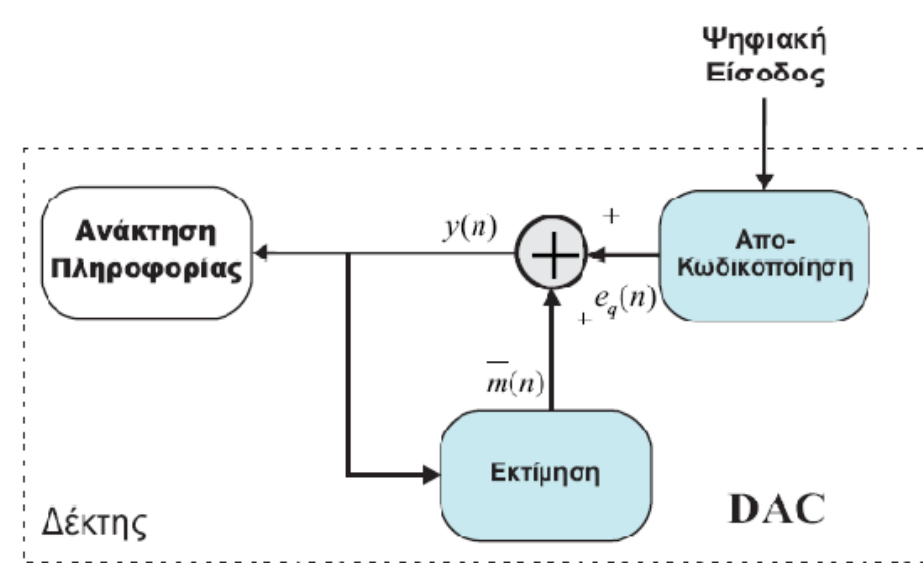 Ψηφιακή
Είσοδος
Ανάκτηση
Πληροφορίας
y(n)
+
+
Απο-
Κωδικοποίηση
e_q(n)
+
m̅(n)
Εκτίμηση
Δέκτης
DAC